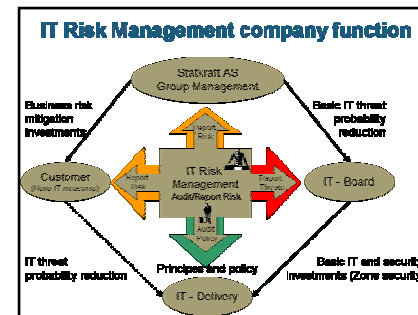 IT Risk Management company function
Statkraft AS
Group Management
Business risk
mitigation
investments
Basic IT threat
probability
reduction
Report
Risk
Customer
(None IT measures)
Report
Risk
IT Risk
Management
Audit/Report Risk
Report
Threats
IT - Board
Audit
Policy
IT threat
probability reduction
Principes and policy
Basic IT and security
investments (Zone security)
IT - Delivery